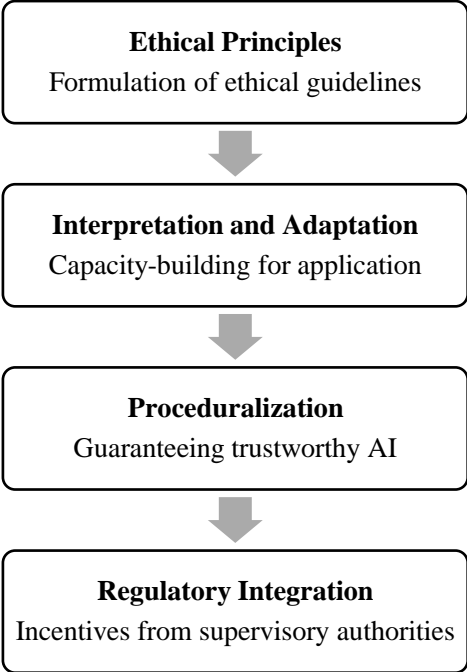 Ethical Principles
Formulation of ethical guidelines
Interpretation and Adaptation
Capacity-building for application
Proceduralization
Guaranteeing trustworthy AI
Regulatory Integration
Incentives from supervisory authorities